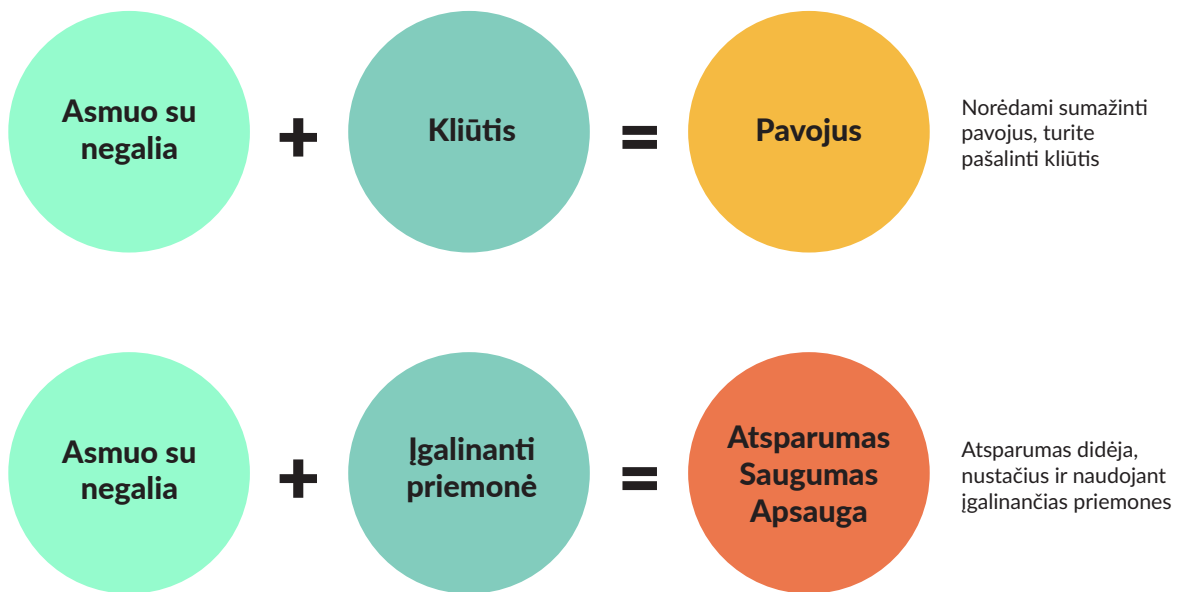 Asmuo su
negalia
+
Kliūtis
=
Pavojus
Norėdami sumažinti
pavojus, turite
pašalinti kliūtis
Asmuo su
negalia
+
Įgalinanti
priemonė
=
Atsparumas
Saugumas
Apsauga
Atsparumas didėja,
nustačius ir naudojant
įgalinančias priemones